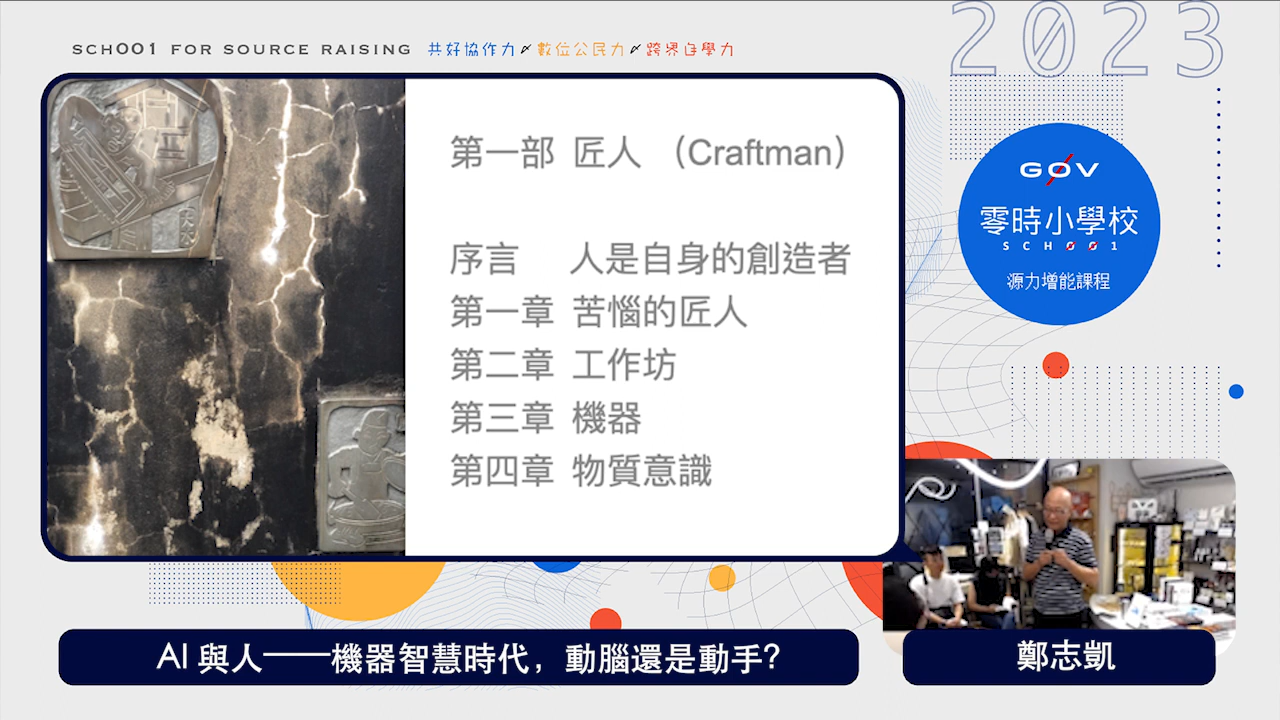 SCHOO1 FOR SOURCE RAISING 共好協作力 數位公民力 跨界自學力
2023
第一部 匠人 （Craftman）
序言 人是自身的創造者
第一章 苦惱的匠人
第二章 工作坊
第三章 機器
第四章 物質意識
G0V
零時小學校
SCHOO1
源力增能課程
AI 與人——機器智慧時代，動腦還是動手?
鄭志凱